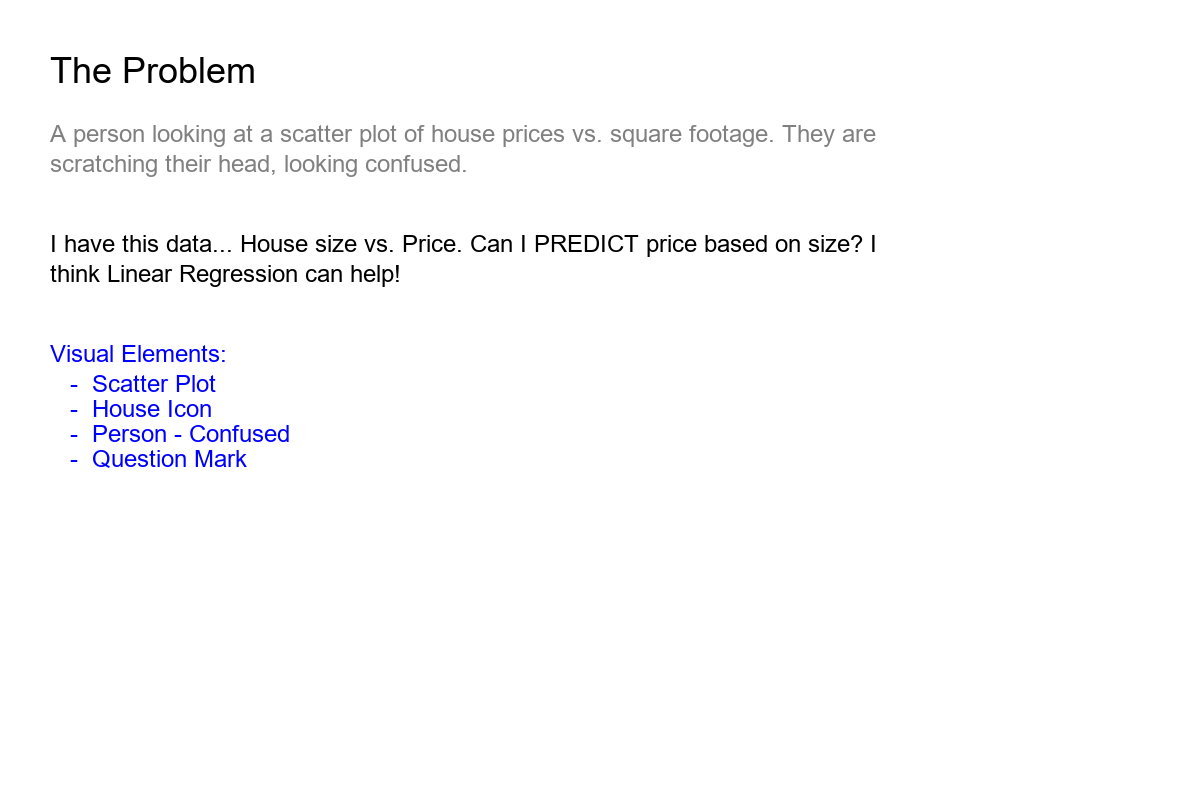 The Problem
A person looking at a scatter plot of house prices vs. square footage. They are
scratching their head, looking confused.
I have this data... House size vs. Price. Can I PREDICT price based on size? I
think Linear Regression can help!
Visual Elements:
- Scatter Plot
- House Icon
- Person - Confused
- Question Mark